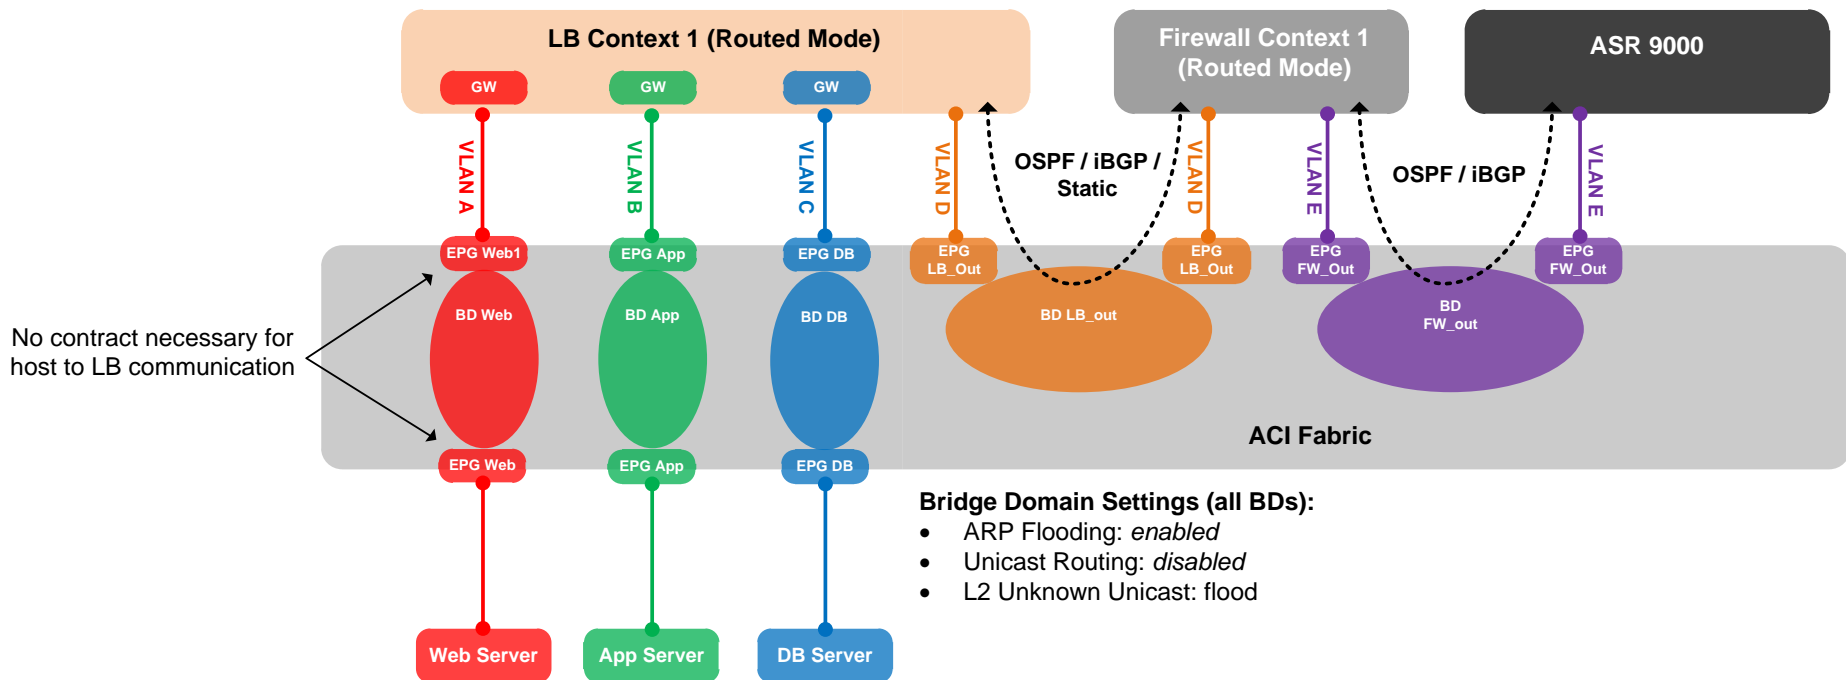 LB Context 1 (Routed Mode)
Firewall Context 1
(Routed Mode)
ASR 9000
GW
GW
GW
VLAN A
VLAN B
VLAN C
VLAN D
OSPF / iBGP /
Static
VLAN D
VLAN E
OSPF / iBGP
VLAN E
EPG Web1
EPG App
EPG DB
EPG
LB_Out
EPG
LB_Out
EPG
FW_Out
EPG
FW_Out
No contract necessary for
host to LB communication
BD Web
BD App
BD DB
BD LB_out
BD
FW_out
ACI Fabric
EPG Web
EPG App
EPG DB
Bridge Domain Settings (all BDs):
• ARP Flooding: enabled
• Unicast Routing: disabled
• L2 Unknown Unicast: flood
Web Server
App Server
DB Server